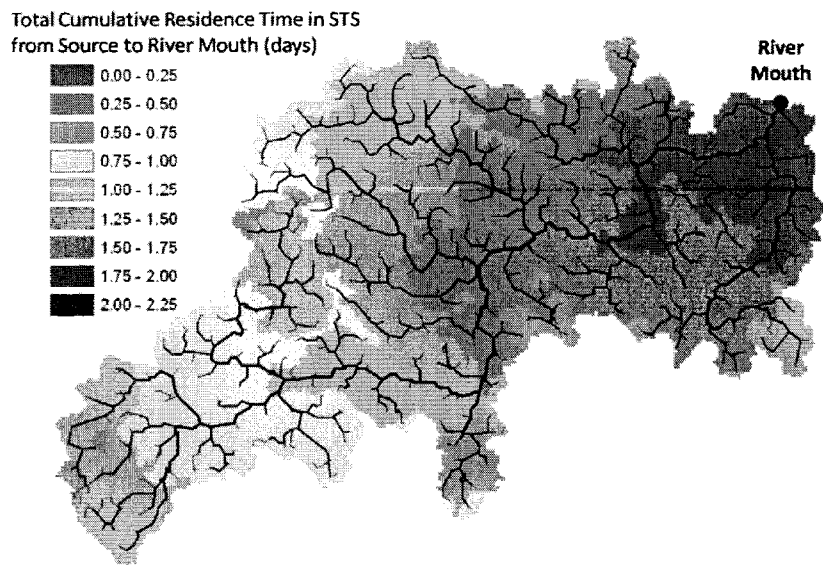 Total Cumulative Residence Time in STS
from Source to River Mouth (days)
0.00 - 0.25
0.25 - 0.50
0.50 - 0.75
0.75 - 1.00
1.00 - 1.25
1.25 - 1.50
1.50 - 1.75
1.75 - 2.00
2.00 - 2.25
River
Mouth